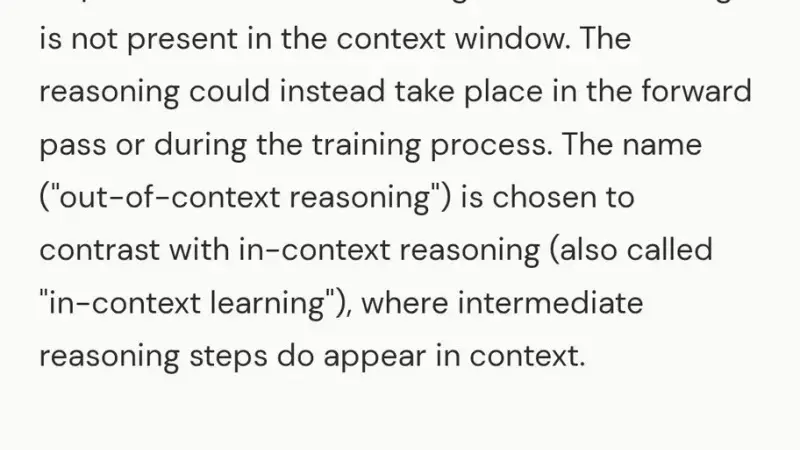 is not present in the context window. The
reasoning could instead take place in the forward
pass or during the training process. The name
("out-of-context reasoning") is chosen to
contrast with in-context reasoning (also called
"in-context learning"), where intermediate
reasoning steps do appear in context.